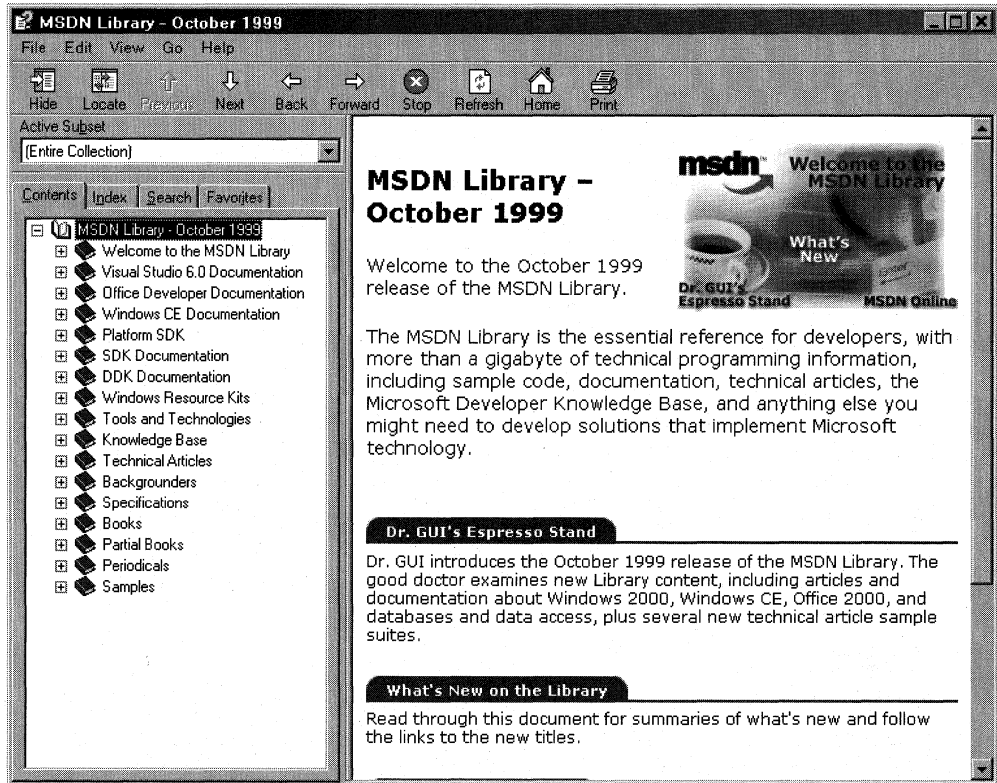 MSDN Library - October 1999
File Edit View Go Help
Hide Locate Previous Next Back Forward Stop Refresh Home Print
Active Subset
(Entire Collection)
Contents Index Search Favorites
MSDN Library - October 1999
Welcome to the MSDN Library
Visual Studio 6.0 Documentation
Office Developer Documentation
Windows CE Documentation
Platform SDK
SDK Documentation
DDK Documentation
Windows Resource Kits
Tools and Technologies
Knowledge Base
Technical Articles
Backgrounders
Specifications
Books
Partial Books
Periodicals
Samples
MSDN Library –
October 1999
msdn™
Welcome to the
MSDN Library
What's
New
Dr. GUI's
Espresso Stand
MSDN Online
Welcome to the October 1999
release of the MSDN Library.
The MSDN Library is the essential reference for developers, with
more than a gigabyte of technical programming information,
including sample code, documentation, technical articles, the
Microsoft Developer Knowledge Base, and anything else you
might need to develop solutions that implement Microsoft
technology.
Dr. GUI's Espresso Stand
Dr. GUI introduces the October 1999 release of the MSDN Library. The
good doctor examines new Library content, including articles and
documentation about Windows 2000, Windows CE, Office 2000, and
databases and data access, plus several new technical article sample
suites.
What's New on the Library
Read through this document for summaries of what's new and follow
the links to the new titles.